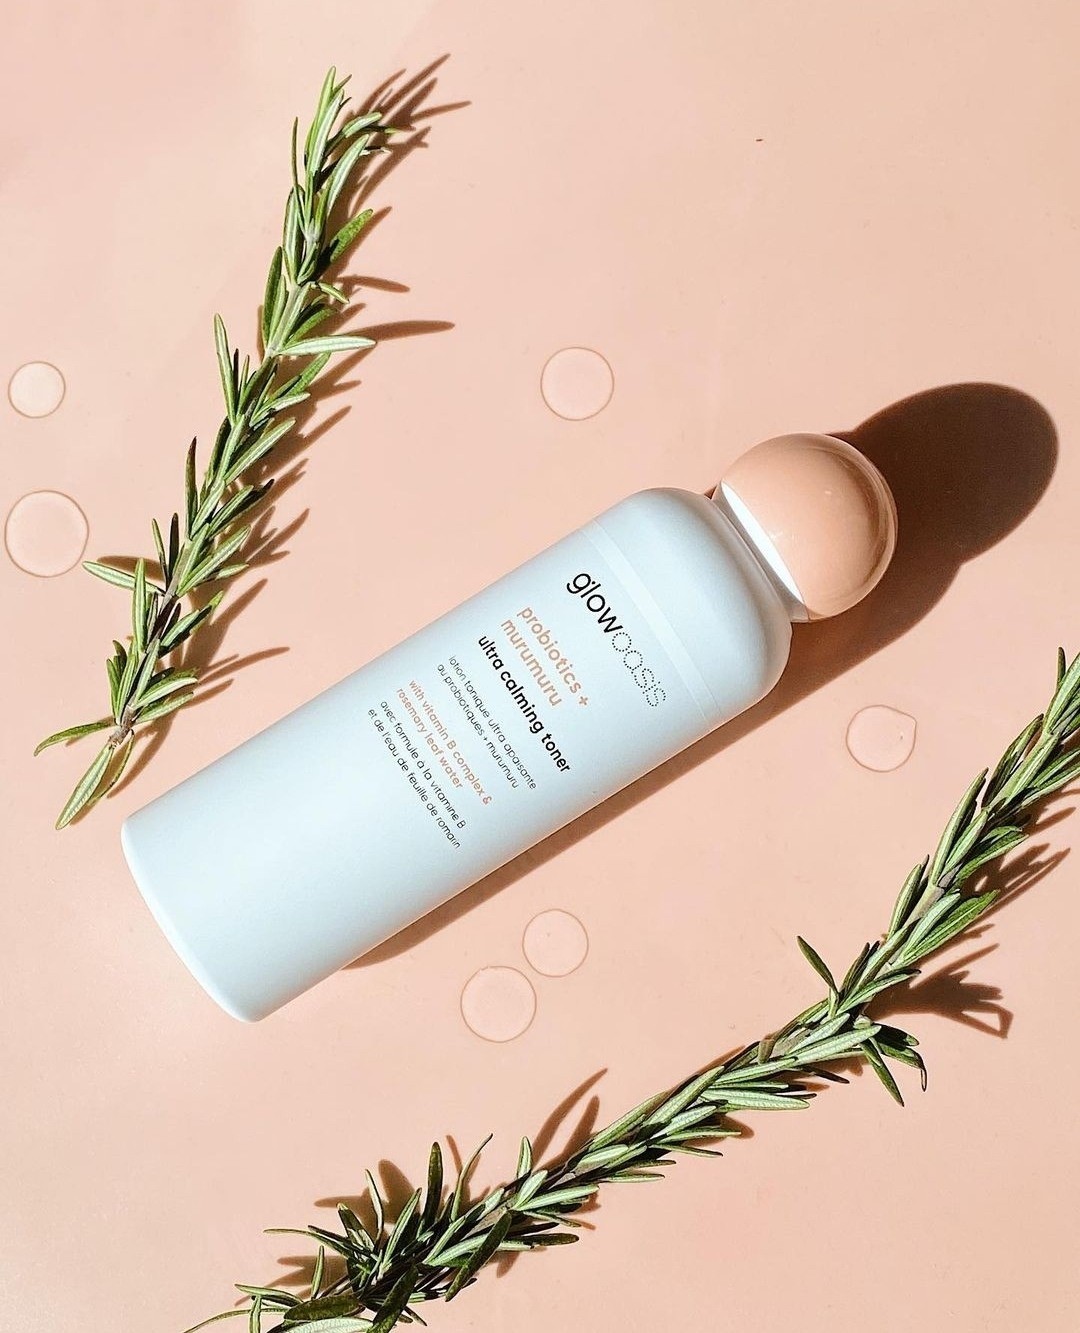 glowoasis
probiotics +
murumuru
ultra calming toner
lotion tonique ultra apaisante
au probiotiques + murumuru
with vitamin B complex &
rosemary leaf water
avec formule à la vitamine B
et de l'eau de feuille de romarin